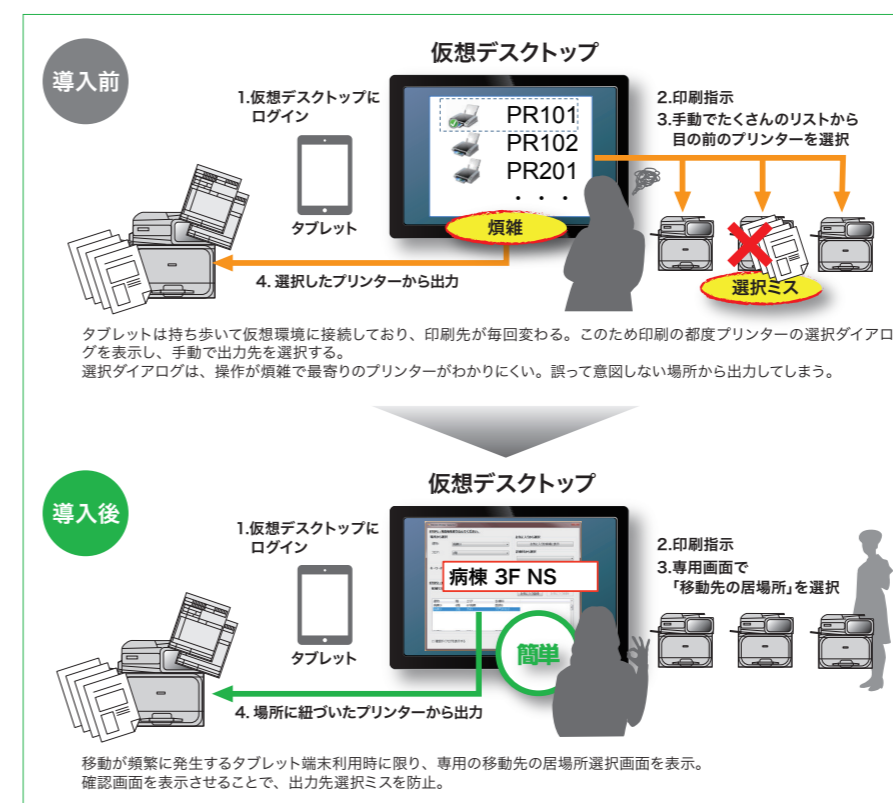 導入前
仮想デスクトップ
1.仮想デスクトップに
ログイン
タブレット
PR101
PR102
PR201
・・・
煩雑
2.印刷指示
3.手動でたくさんのリストから
目の前のプリンターを選択
選択ミス
4. 選択したプリンターから出力
タブレットは持ち歩いて仮想環境に接続しており、印刷先が毎回変わる。このため印刷の都度プリンターの選択ダイアロ
グを表示し、手動で出力先を選択する。
選択ダイアログは、操作が煩雑で最寄りのプリンターがわかりにくい。誤って意図しない場所から出力してしまう。
導入後
仮想デスクトップ
1.仮想デスクトップに
ログイン
タブレット
病棟 3F NS
簡単
2.印刷指示
3.専用画面で
「移動先の居場所」を選択
4. 場所に紐づいたプリンターから出力
移動が頻繁に発生するタブレット端末利用時に限り、専用の移動先の居場所選択画面を表示。
確認画面を表示させることで、出力先選択ミスを防止。